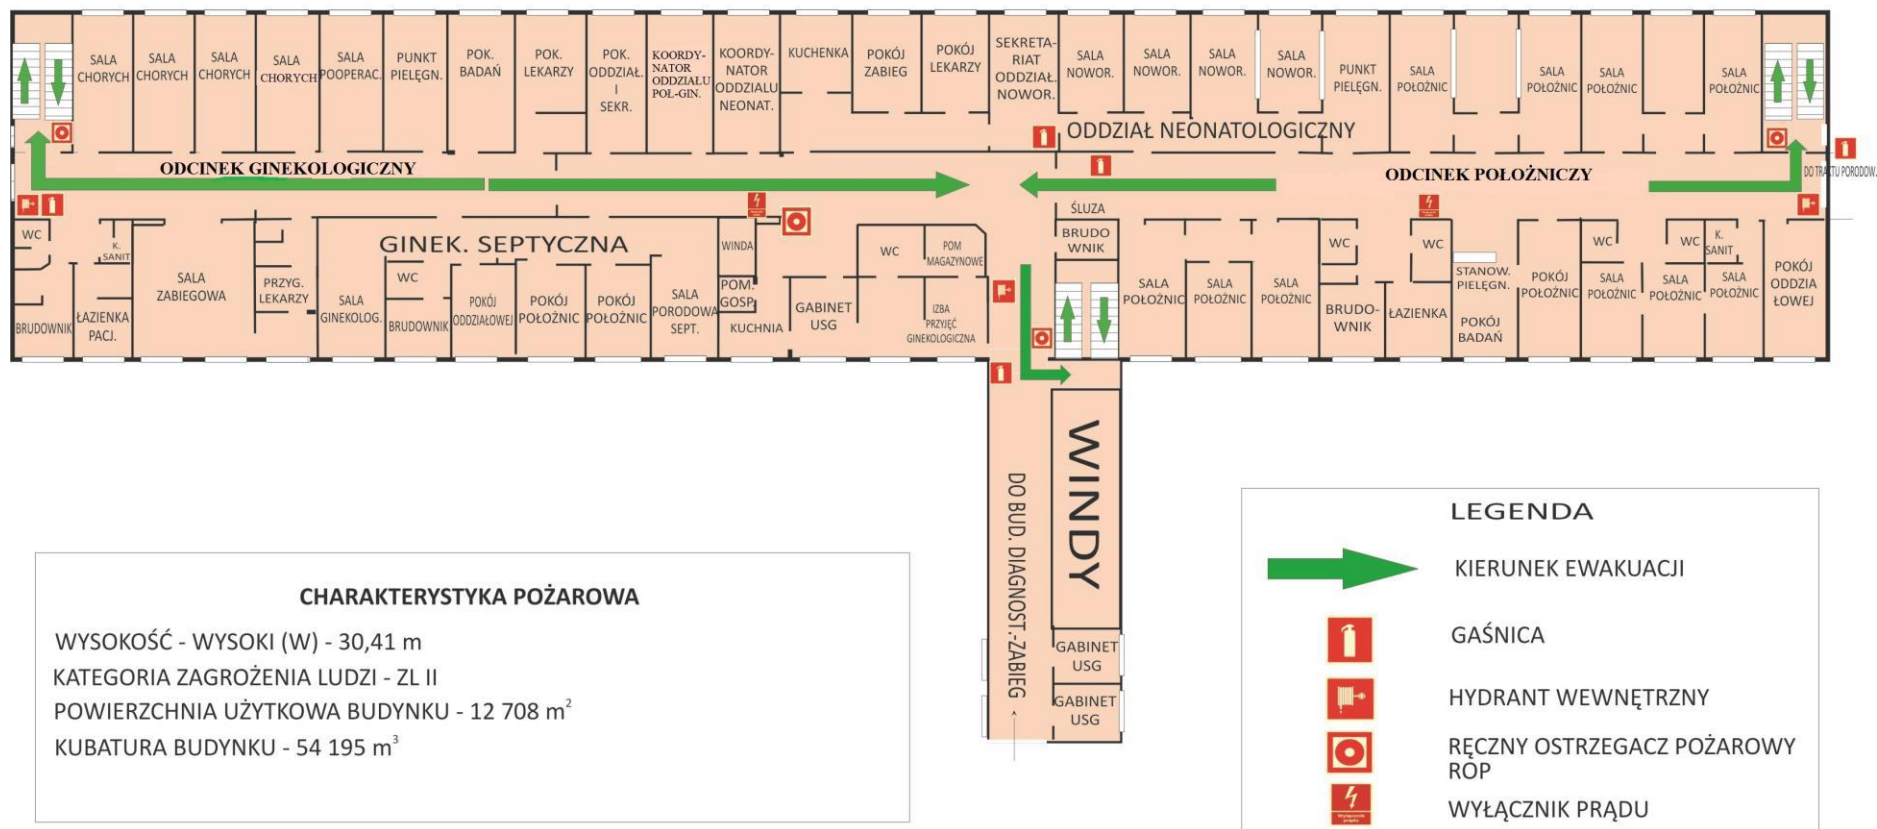 SALA
CHORYCH
SALA
CHORYCH
SALA
CHORYCH
SALA
CHORYCH
SALA
POOPERAC.
PUNKT
PIELĘGN.
POK.
BADAŃ
POK.
LEKARZY
POK.
ODDZIAŁ.
I
SEKR.
KOORDY-
NATOR
ODDZIAŁU
POŁ-GIN.
KOORDY-
NATOR
ODDZIALU
NEONAT.
KUCHENKA
POKÓJ
ZABIEG
POKÓJ
LEKARZY
SEKRETA-
RIAT
ODDZIAŁ.
NOWOR.
SALA
NOWOR.
SALA
NOWOR.
SALA
NOWOR.
SALA
NOWOR.
PUNKT
PIELĘGN.
SALA
POŁOŻNIC
SALA
POŁOŻNIC
SALA
POŁOŻNIC
SALA
POŁOŻNIC
ODDZIAŁ NEONATOLOGICZNY
ODCINEK GINEKOLOGICZNY
ODCINEK POŁOŻNICZY
DO TRAKTU PORODOW.
WC
K.
SANIT
BRUDOWNIK
ŁAZIENKA
PACJ.
SALA
ZABIEGOWA
PRZYG.
LEKARZY
GINEK. SEPTYCZNA
SALA
GINEKOLOG.
WC
BRUDOWNIK
POKÓJ
ODDZIAŁOWEJ
POKÓJ
POŁOŻNIC
POKÓJ
POŁOŻNIC
SALA
PORODOWA
SEPT.
WINDA
POM.
GOSP.
KUCHNIA
GABINET
USG
WC
POM
MAGAZYNOWE
IZBA
PRZYJĘĆ
GINEKOLOGICZNA
ŚLUZA
BRUDO
WNIK
SALA
POŁOŻNIC
SALA
POŁOŻNIC
SALA
POŁOŻNIC
WC
BRUDO-
WNIK
WC
ŁAZIENKA
STANOW.
PIELĘGN.
POKÓJ
BADAŃ
POKÓJ
POŁOŻNIC
WC
SALA
POŁOŻNIC
WC
SALA
POŁOŻNIC
K.
SANIT
SALA
POŁOŻNIC
POKÓJ
ODDZIA
ŁOWEJ
DO BUD. DIAGNOST.-ZABIEG
WINDY
GABINET
USG
GABINET
USG
CHARAKTERYSTYKA POŻAROWA
WYSOKOŚĆ - WYSOKI (W) - 30,41 m
KATEGORIA ZAGROŻENIA LUDZI - ZL II
POWIERZCHNIA UŻYTKOWA BUDYNKU - 12 708 m²
KUBATURA BUDYNKU - 54 195 m³
LEGENDA
KIERUNEK EWAKUACJI
GAŚNICA
HYDRANT WEWNĘTRZNY
RĘCZNY OSTRZEGACZ POŻAROWY
ROP
WYŁĄCZNIK PRĄDU